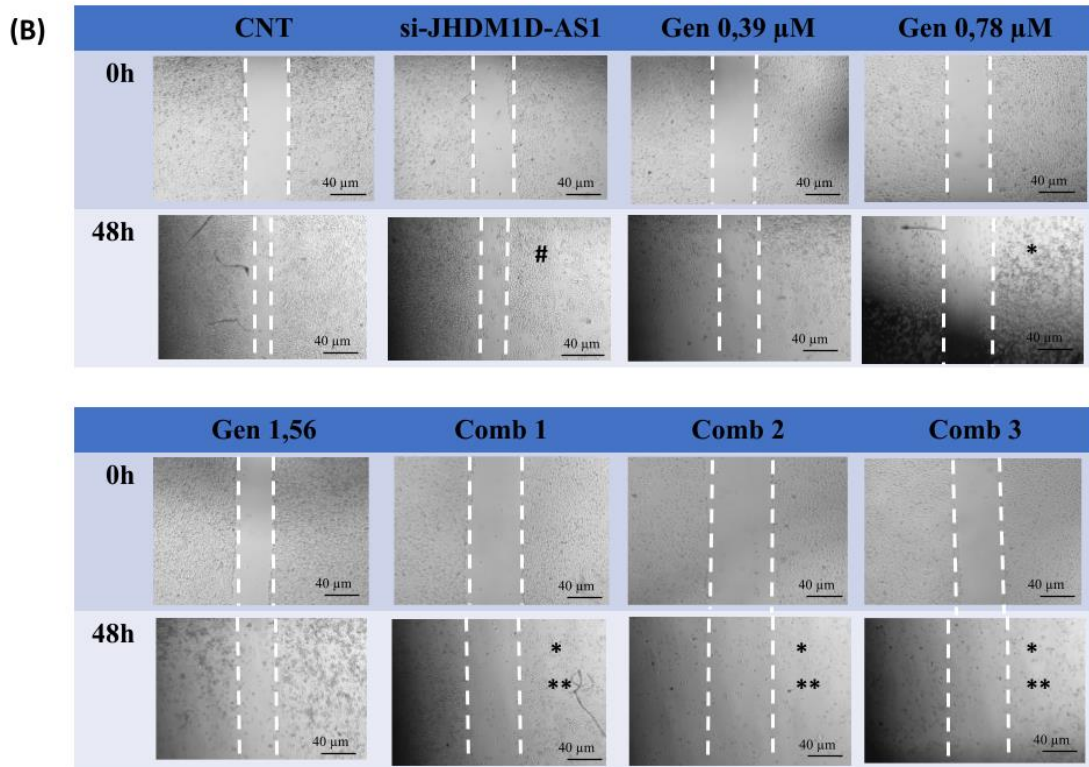 (B)
CNT si-JHDM1D-AS1 Gen 0,39 µM Gen 0,78 µM
0h
40 µm 40 µm 40 µm 40 µm
48h
# *
40 µm 40 µm 40 µm 40 µm
Gen 1,56 Comb 1 Comb 2 Comb 3
0h
40 µm 40 µm 40 µm 40 µm
48h
* * *
** ** **
40 µm 40 µm 40 µm 40 µm